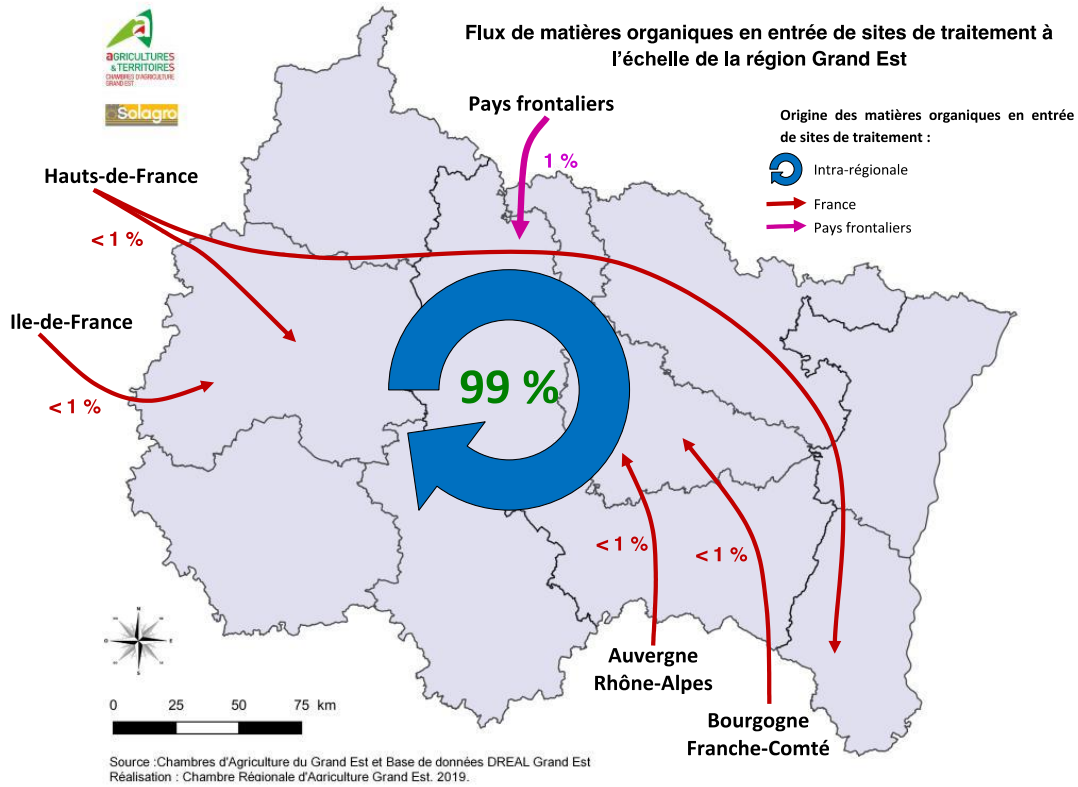 Flux de matières organiques en entrée de sites de traitement à
l'échelle de la région Grand Est
aGRICULTURES
& TERRITOIRES
CHAMBRES D'AGRICULTURE
GRAND EST
Solagro
Pays frontaliers
1 %
Origine des matières organiques en entrée
de sites de traitement :
Intra-régionale
France
Pays frontaliers
Hauts-de-France
< 1 %
Ile-de-France
< 1 %
99 %
< 1 %
< 1 %
Auvergne
Rhône-Alpes
Bourgogne
Franche-Comté
N
O
E
S
0 25 50 75 km
Source :Chambres d'Agriculture du Grand Est et Base de données DREAL Grand Est
Réalisation : Chambre Régionale d'Agriculture Grand Est. 2019.